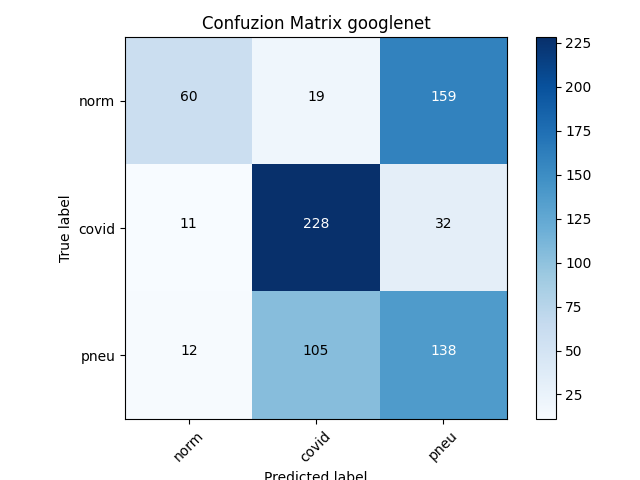 Confuzion Matrix googlenet
True label
norm
60 19 159
covid
11 228 32
pneu
12 105 138
norm covid pneu
Predicted label
225
200
175
150
125
100
75
50
25